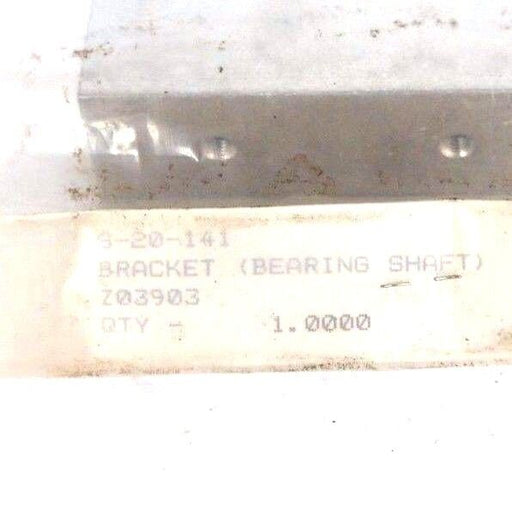 9-20-141
BRACKET (BEARING SHAFT)
Z03903
QTY - 1.0000